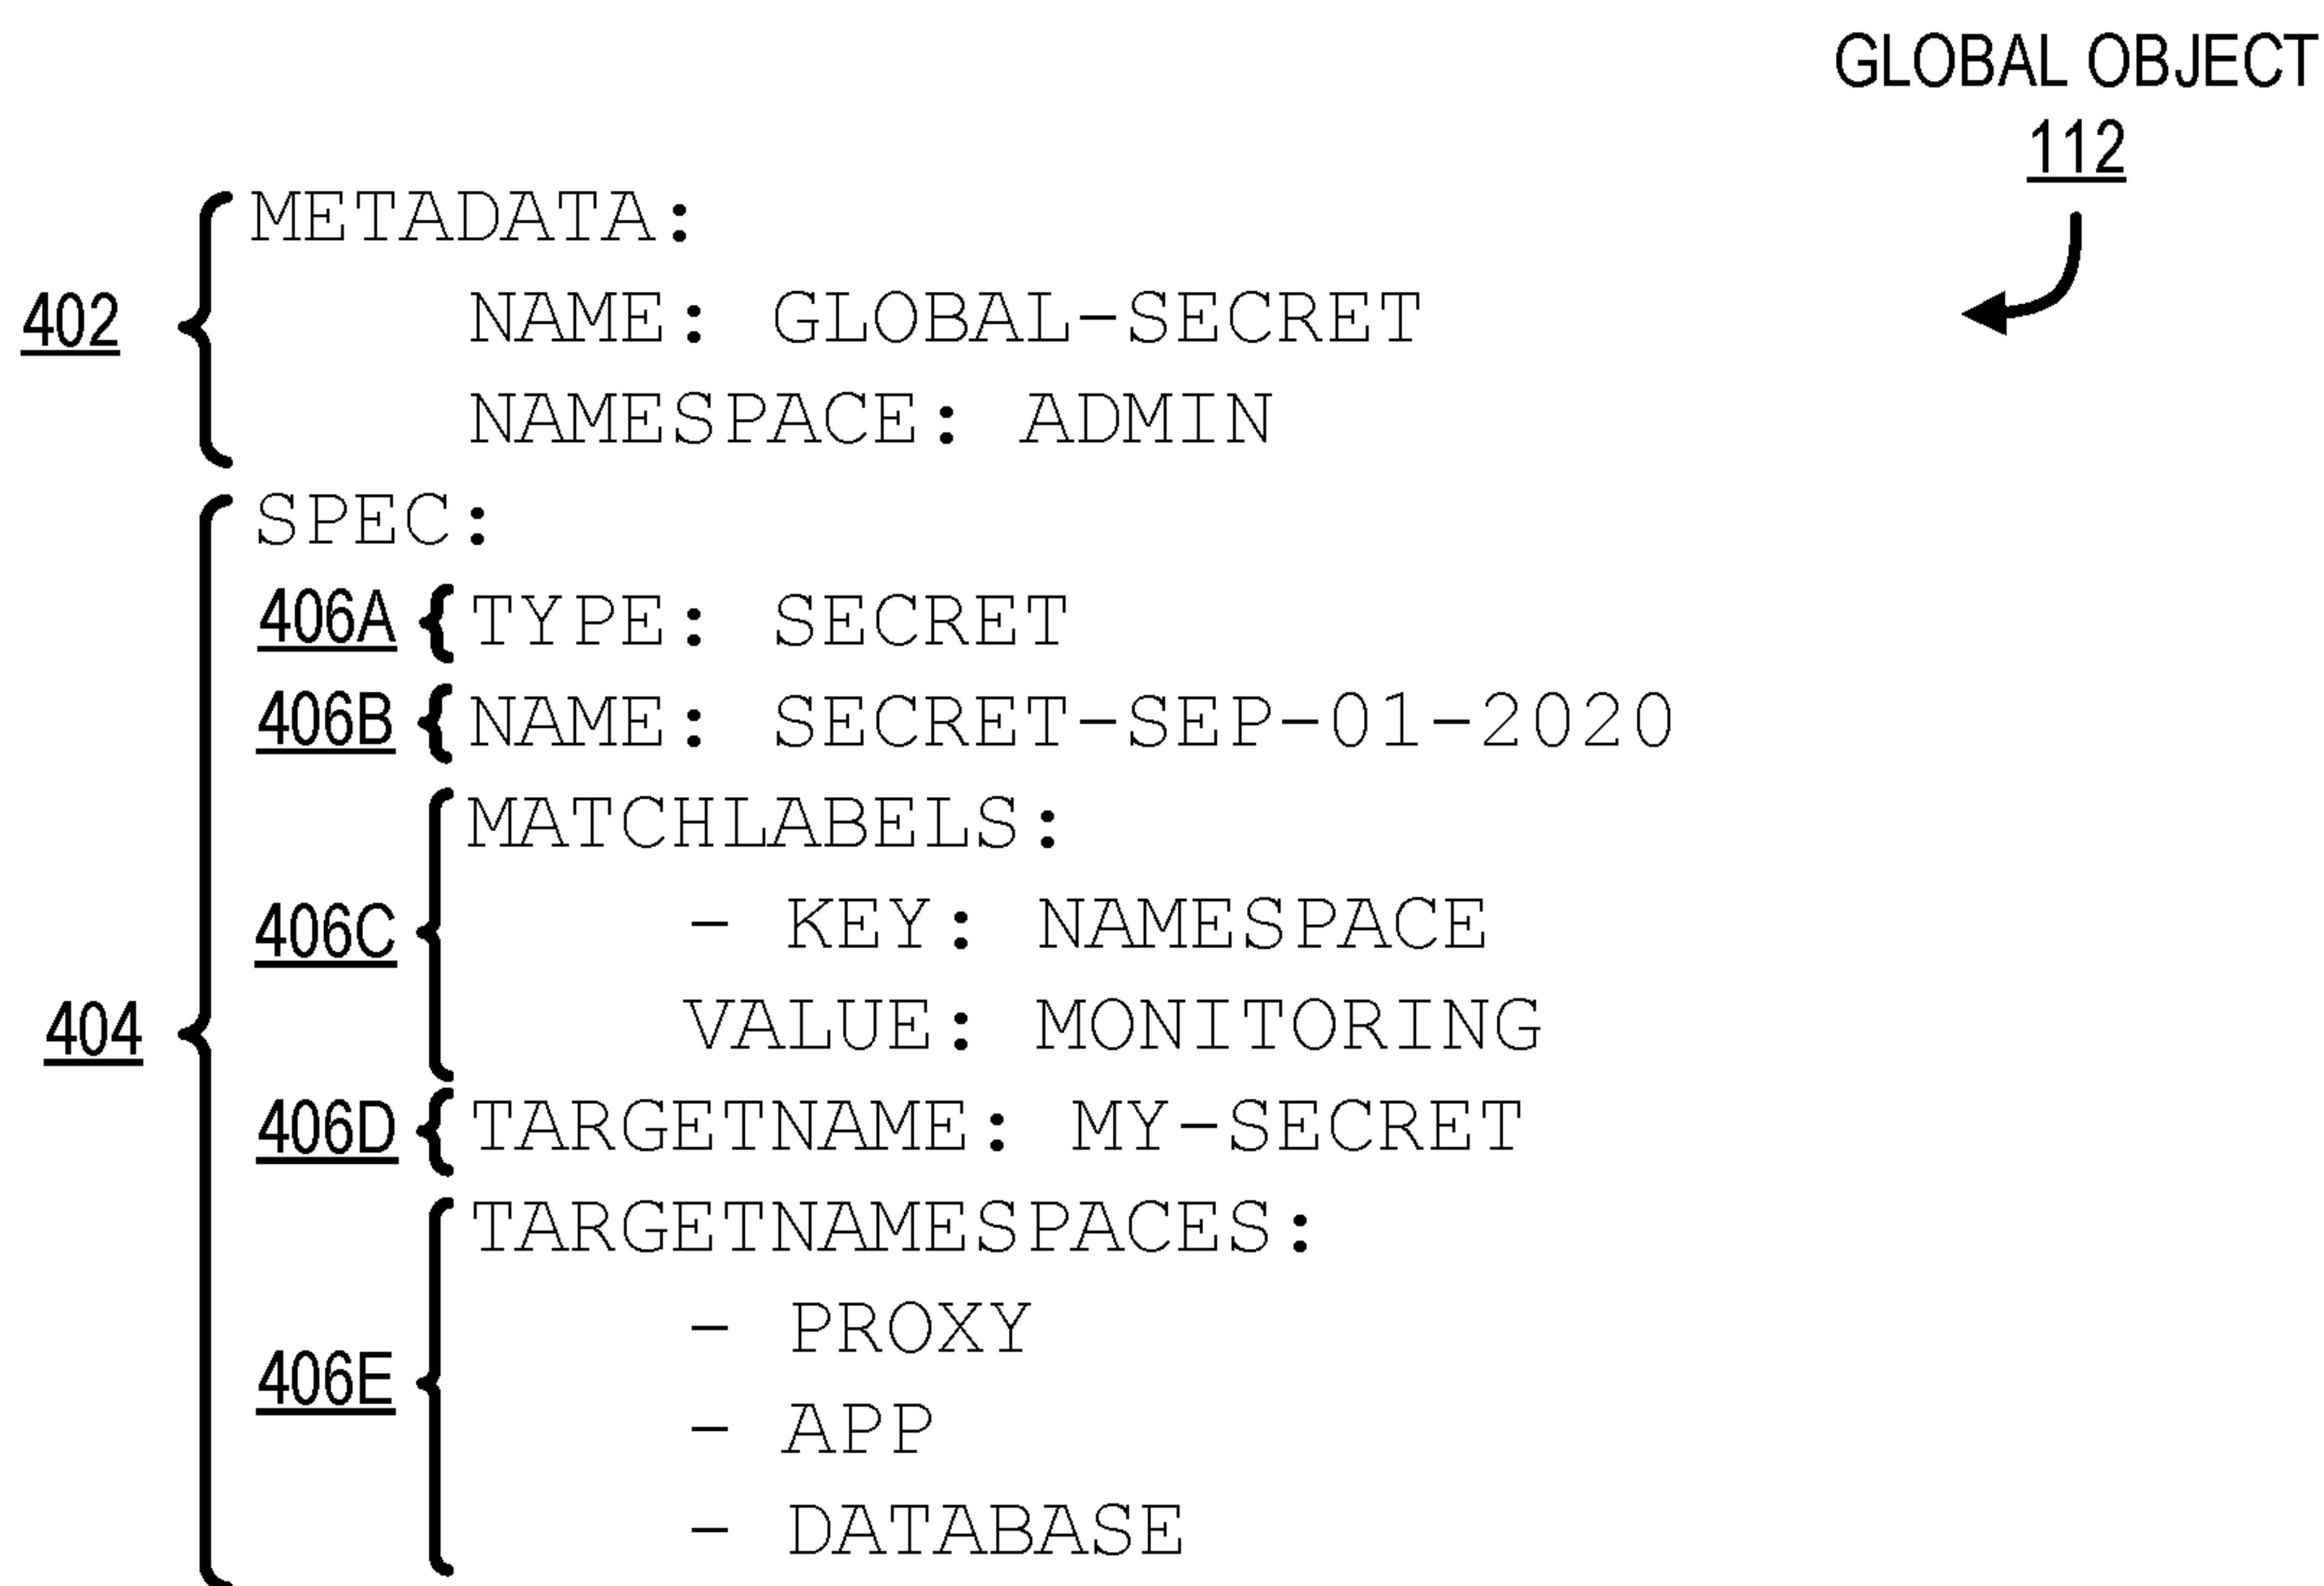 GLOBAL OBJECT
112
METADATA:
402
NAME: GLOBAL-SECRET
NAMESPACE: ADMIN
SPEC:
406A TYPE: SECRET
406B NAME: SECRET-SEP-01-2020
MATCHLABELS:
406C
- KEY: NAMESPACE
VALUE: MONITORING
404
406D TARGETNAME: MY-SECRET
TARGETNAMESPACES:
- PROXY
406E
- APP
- DATABASE